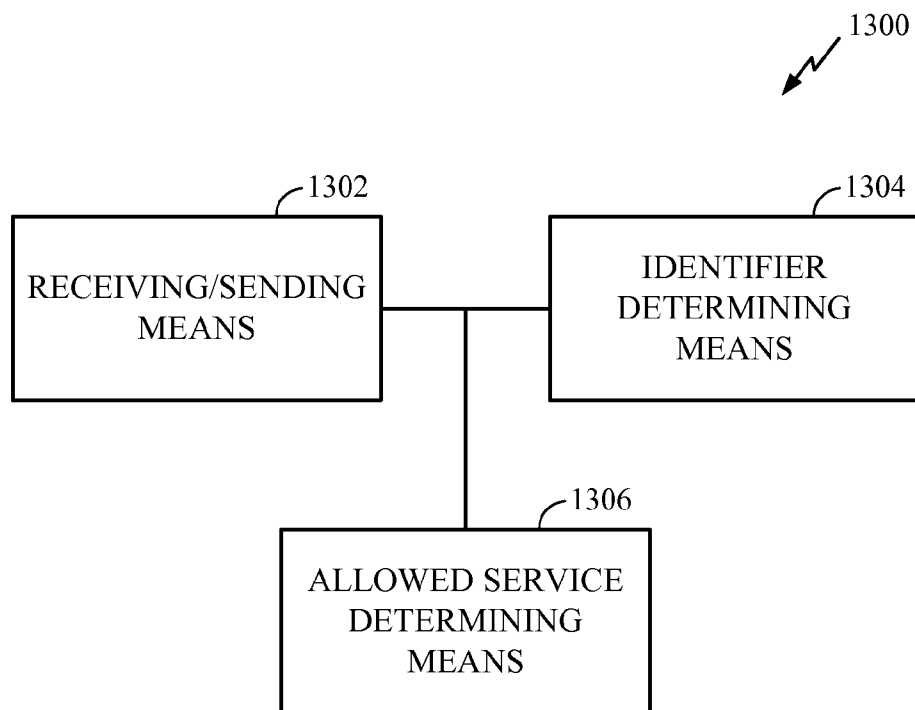 1300
1302
1304
RECEIVING/SENDING
MEANS
IDENTIFIER
DETERMINING
MEANS
1306
ALLOWED SERVICE
DETERMINING
MEANS